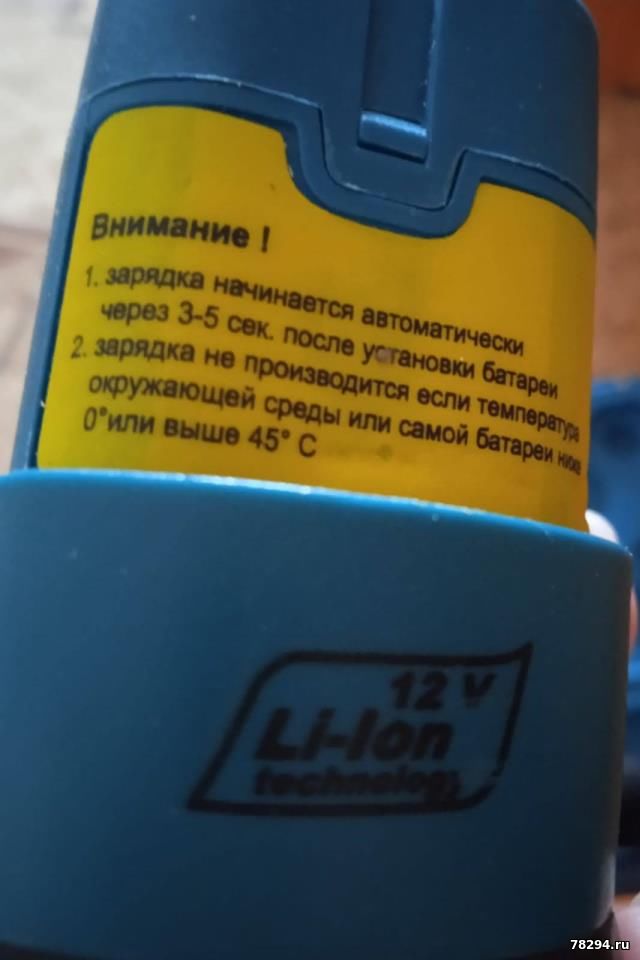 Внимание !
1. зарядка начинается автоматически
через 3-5 сек. после установки батареи
2. зарядка не производится если температура
окружающей среды или самой батареи ниже
0°или выше 45° С
12 V
Li-Ion
technology
78294.ru